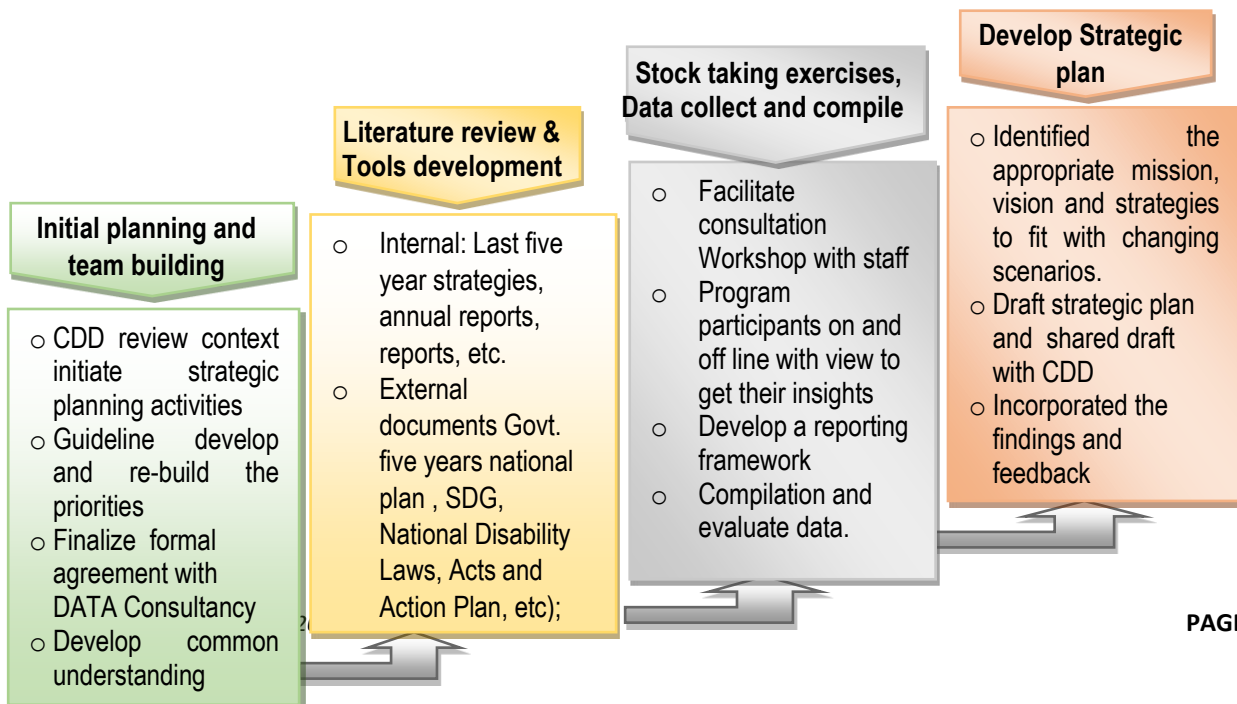 Initial planning and
team building
○ CDD review context
initiate strategic
planning activities
○ Guideline develop
and re-build the
priorities
○ Finalize formal
agreement with
DATA Consultancy
○ Develop common
understanding
Literature review &
Tools development
○ Internal: Last five
year strategies,
annual reports,
reports, etc.
○ External
documents Govt.
five years national
plan , SDG,
National Disability
Laws, Acts and
Action Plan, etc);
Stock taking exercises,
Data collect and compile
○ Facilitate
consultation
Workshop with staff
○ Program
participants on and
off line with view to
get their insights
○ Develop a reporting
framework
○ Compilation and
evaluate data.
Develop Strategic
plan
○ Identified the
appropriate mission,
vision and strategies
to fit with changing
scenarios.
○ Draft strategic plan
and shared draft
with CDD
○ Incorporated the
findings and
feedback